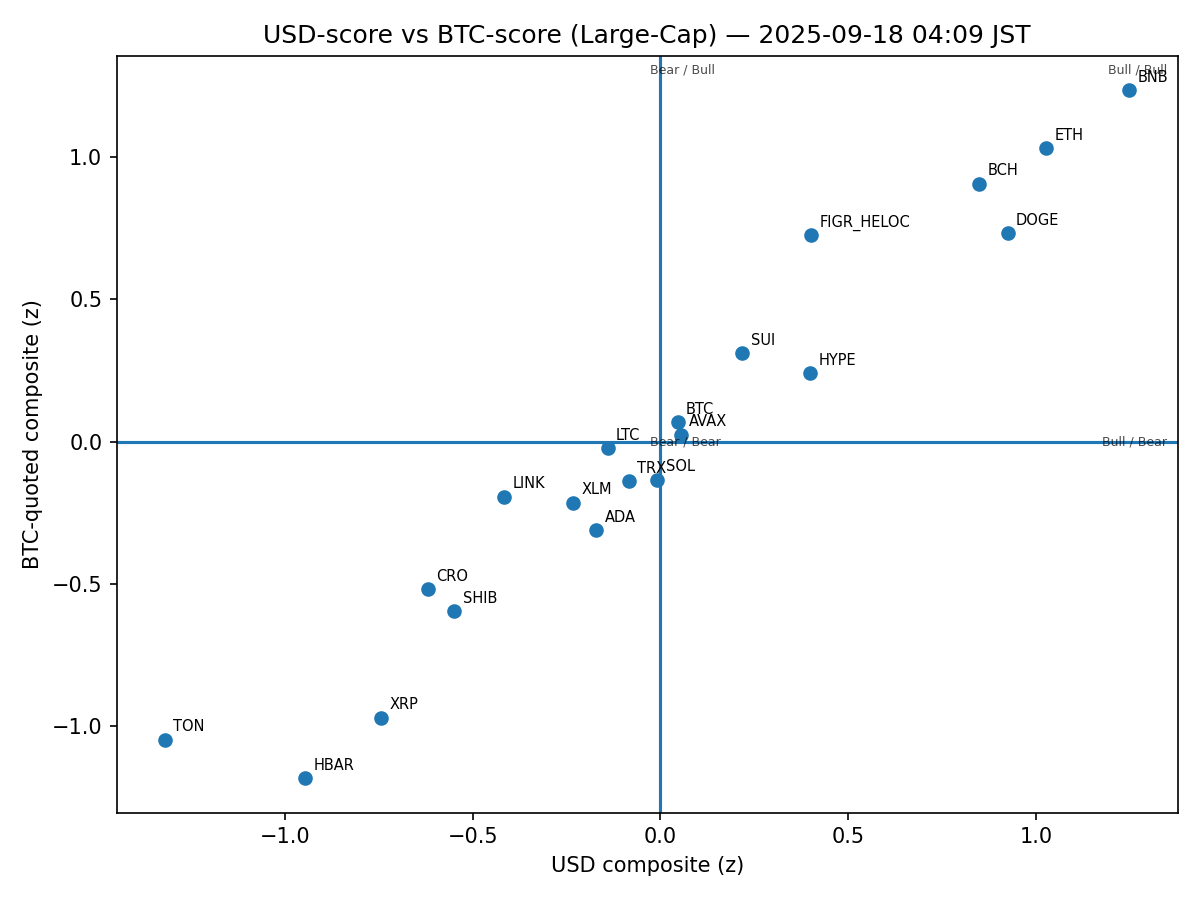 USD-score vs BTC-score (Large-Cap) — 2025-09-18 04:09 JST
Bear / Bull
Bull / Bull
BNB
ETH
BCH
DOGE
FIGR_HELOC
SUI
HYPE
BTC
AVAX
LTC
Bear / Bear
Bull / Bear
TRX
SOL
LINK
XLM
ADA
CRO
SHIB
XRP
TON
HBAR
1.0
0.5
0.0
−0.5
−1.0
BTC-quoted composite (z)
−1.0
−0.5
0.0
0.5
1.0
USD composite (z)